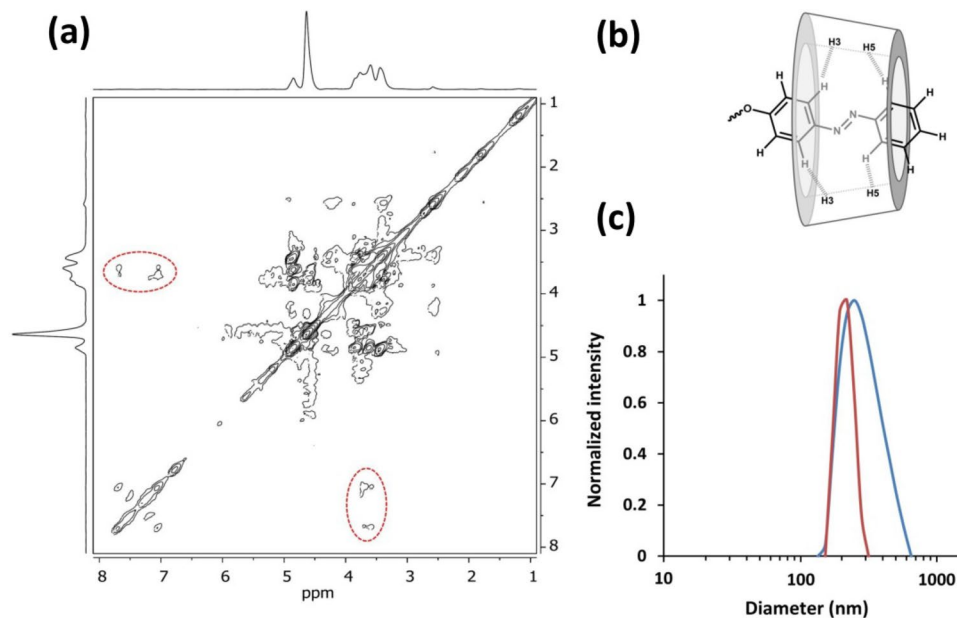 (a)
1
2
3
4
5
6
7
8
8 7 6 5 4 3 2 1
ppm
(b)
H3 H5
H H H
O N H
N
H H H H
H3 H5
(c)
1
0.8
0.6
0.4
0.2
0
10 100 1000
Normalized intensity
Diameter (nm)